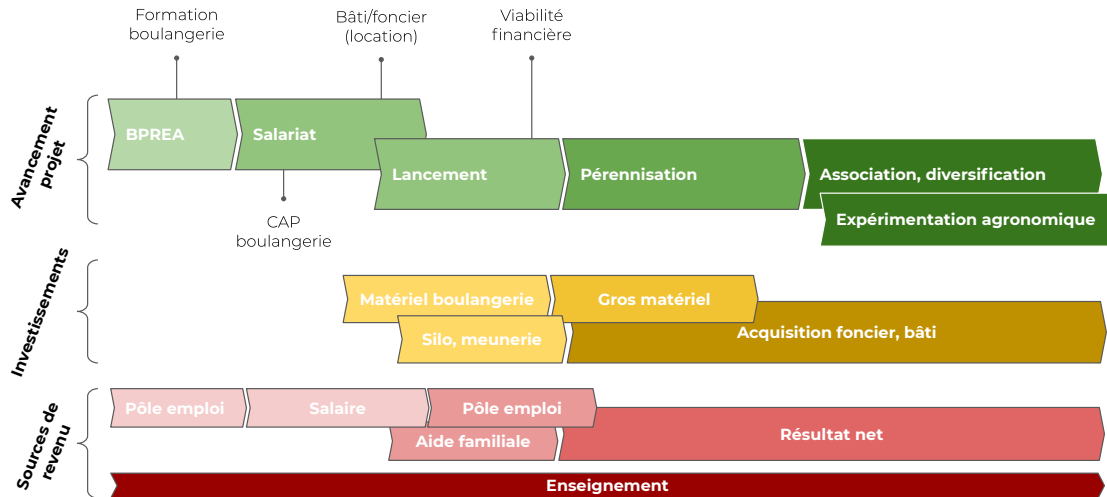 Formation
boulangerie
Bâti/foncier
(location)
Viabilité
financière
Avancement
projet
BPREA
Salariat
Lancement
Pérennisation
Association, diversification
Expérimentation agronomique
CAP
boulangerie
Investissements
Matériel boulangerie
Gros matériel
Silo, meunerie
Acquisition foncier, bâti
Sources de
revenu
Pôle emploi
Salaire
Pôle emploi
Aide familiale
Résultat net
Enseignement